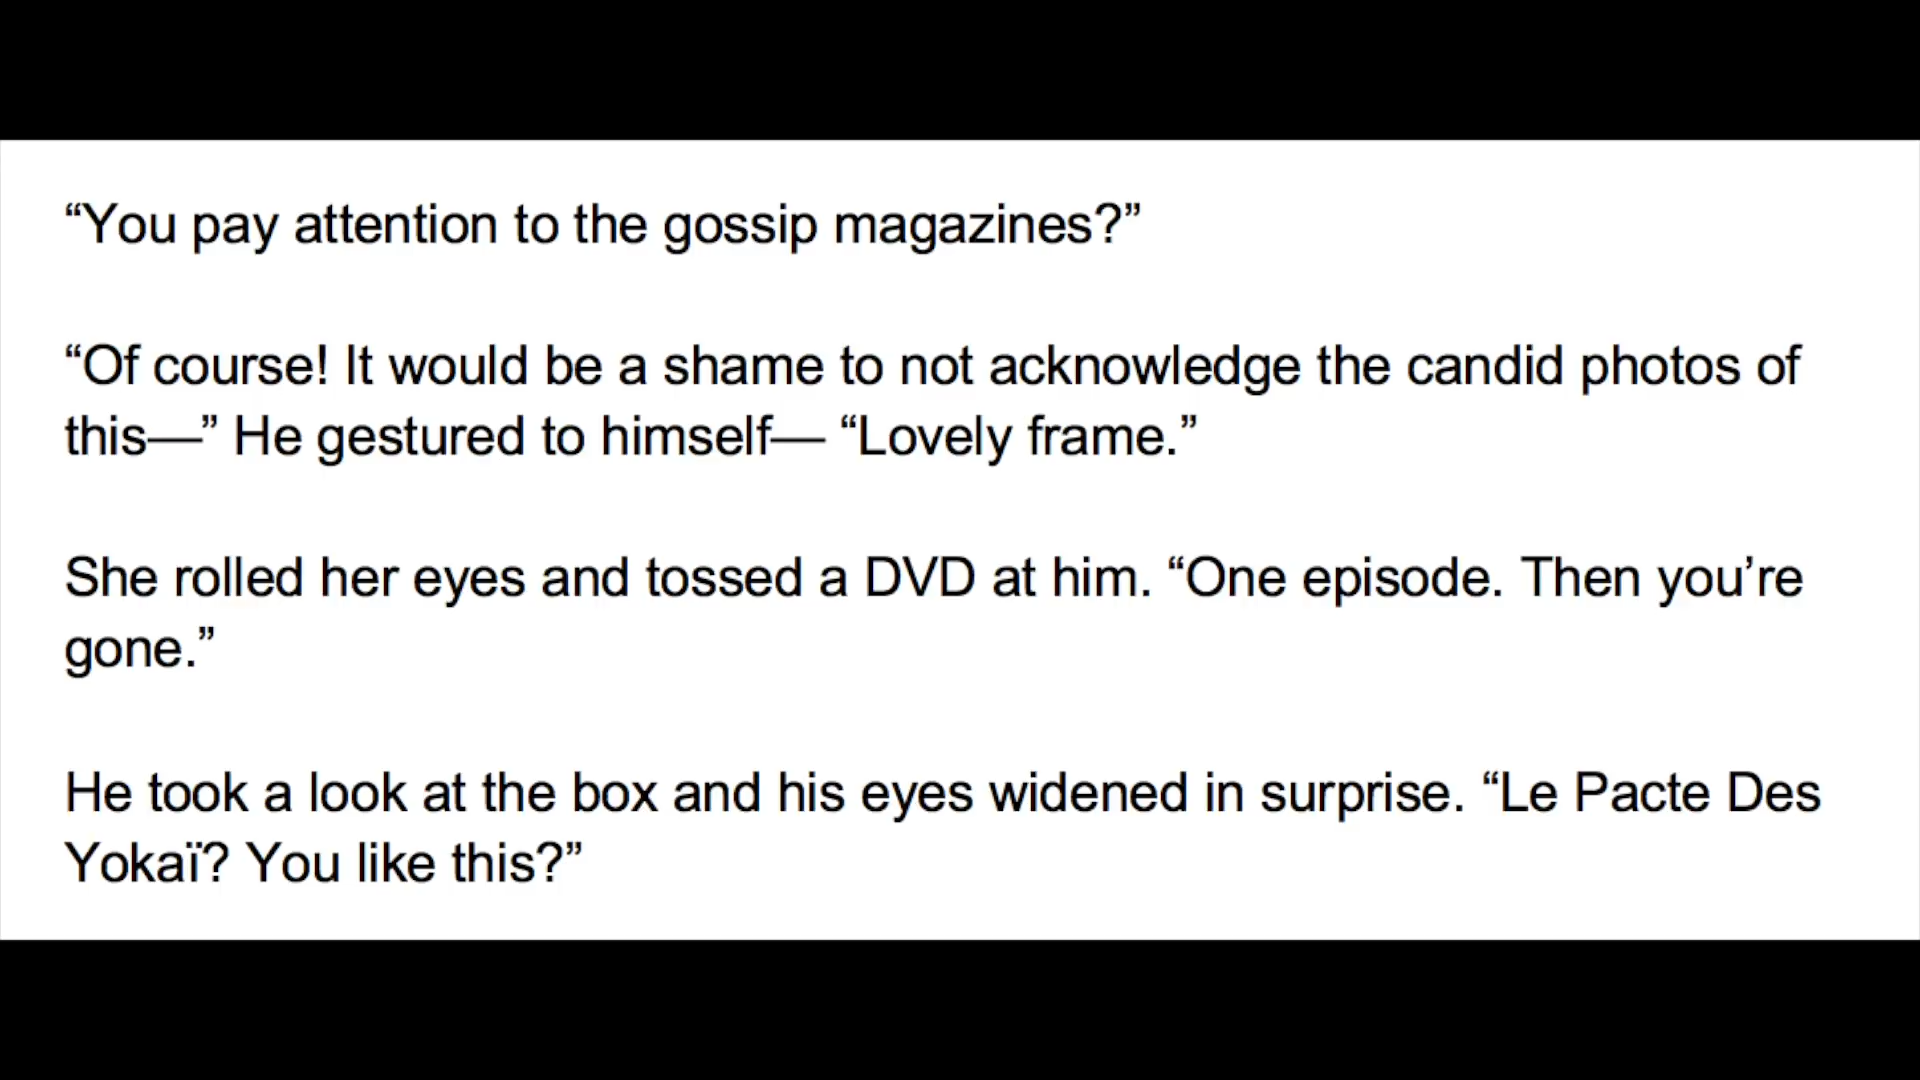 “You pay attention to the gossip magazines?”
“Of course! It would be a shame to not acknowledge the candid photos of
this—” He gestured to himself— “Lovely frame.”
She rolled her eyes and tossed a DVD at him. “One episode. Then you’re
gone.”
He took a look at the box and his eyes widened in surprise. “Le Pacte Des
Yokaï? You like this?”